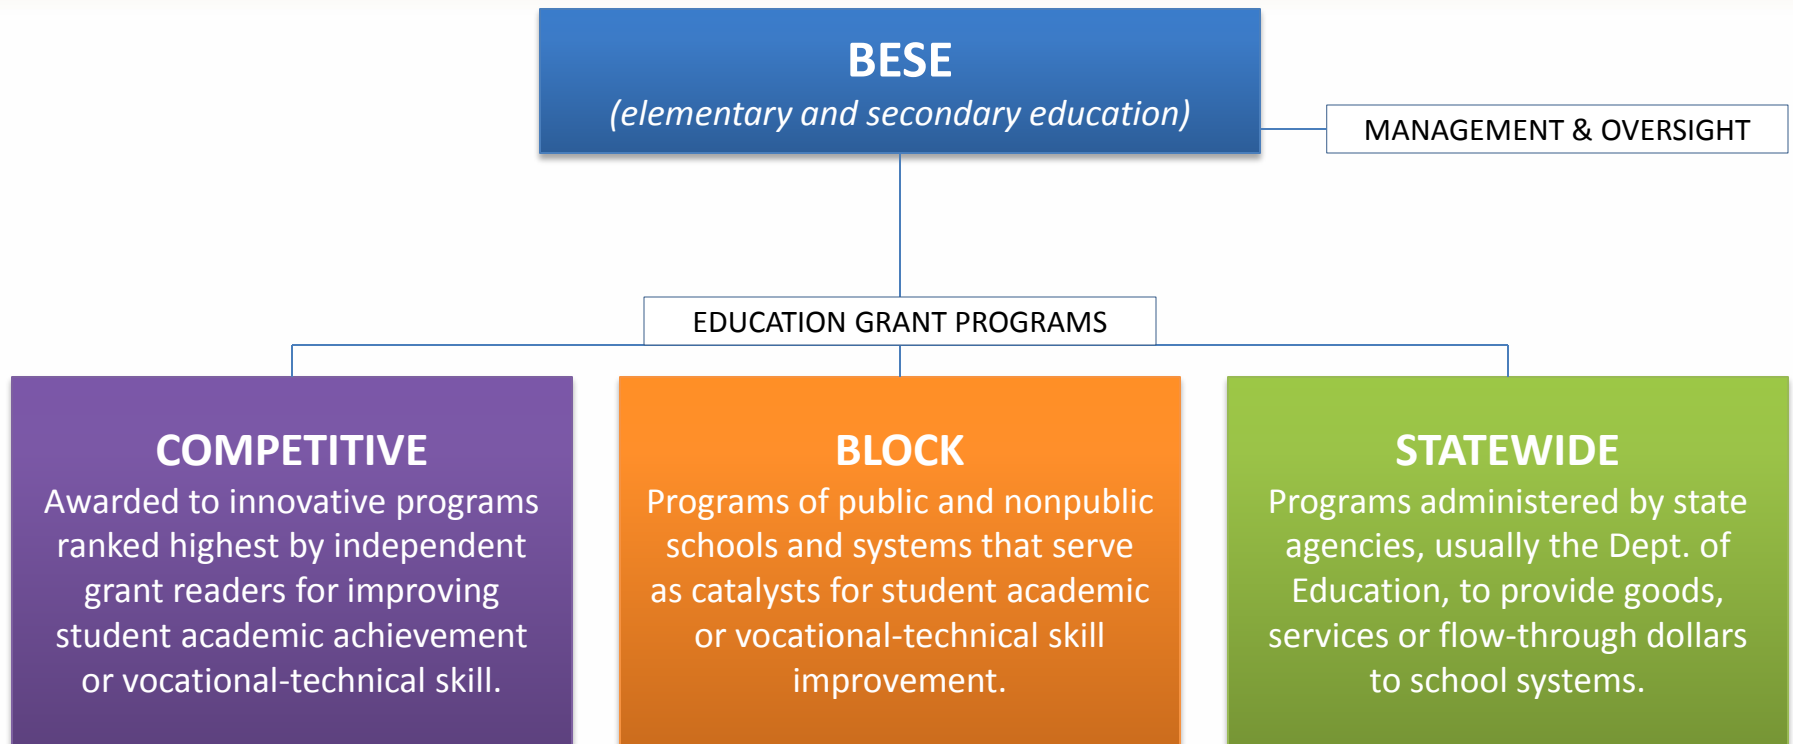 BESE
(elementary and secondary education)
MANAGEMENT & OVERSIGHT
EDUCATION GRANT PROGRAMS
COMPETITIVE
Awarded to innovative programs
ranked highest by independent
grant readers for improving
student academic achievement
or vocational-technical skill.
BLOCK
Programs of public and nonpublic
schools and systems that serve
as catalysts for student academic
or vocational-technical skill
improvement.
STATEWIDE
Programs administered by state
agencies, usually the Dept. of
Education, to provide goods,
services or flow-through dollars
to school systems.